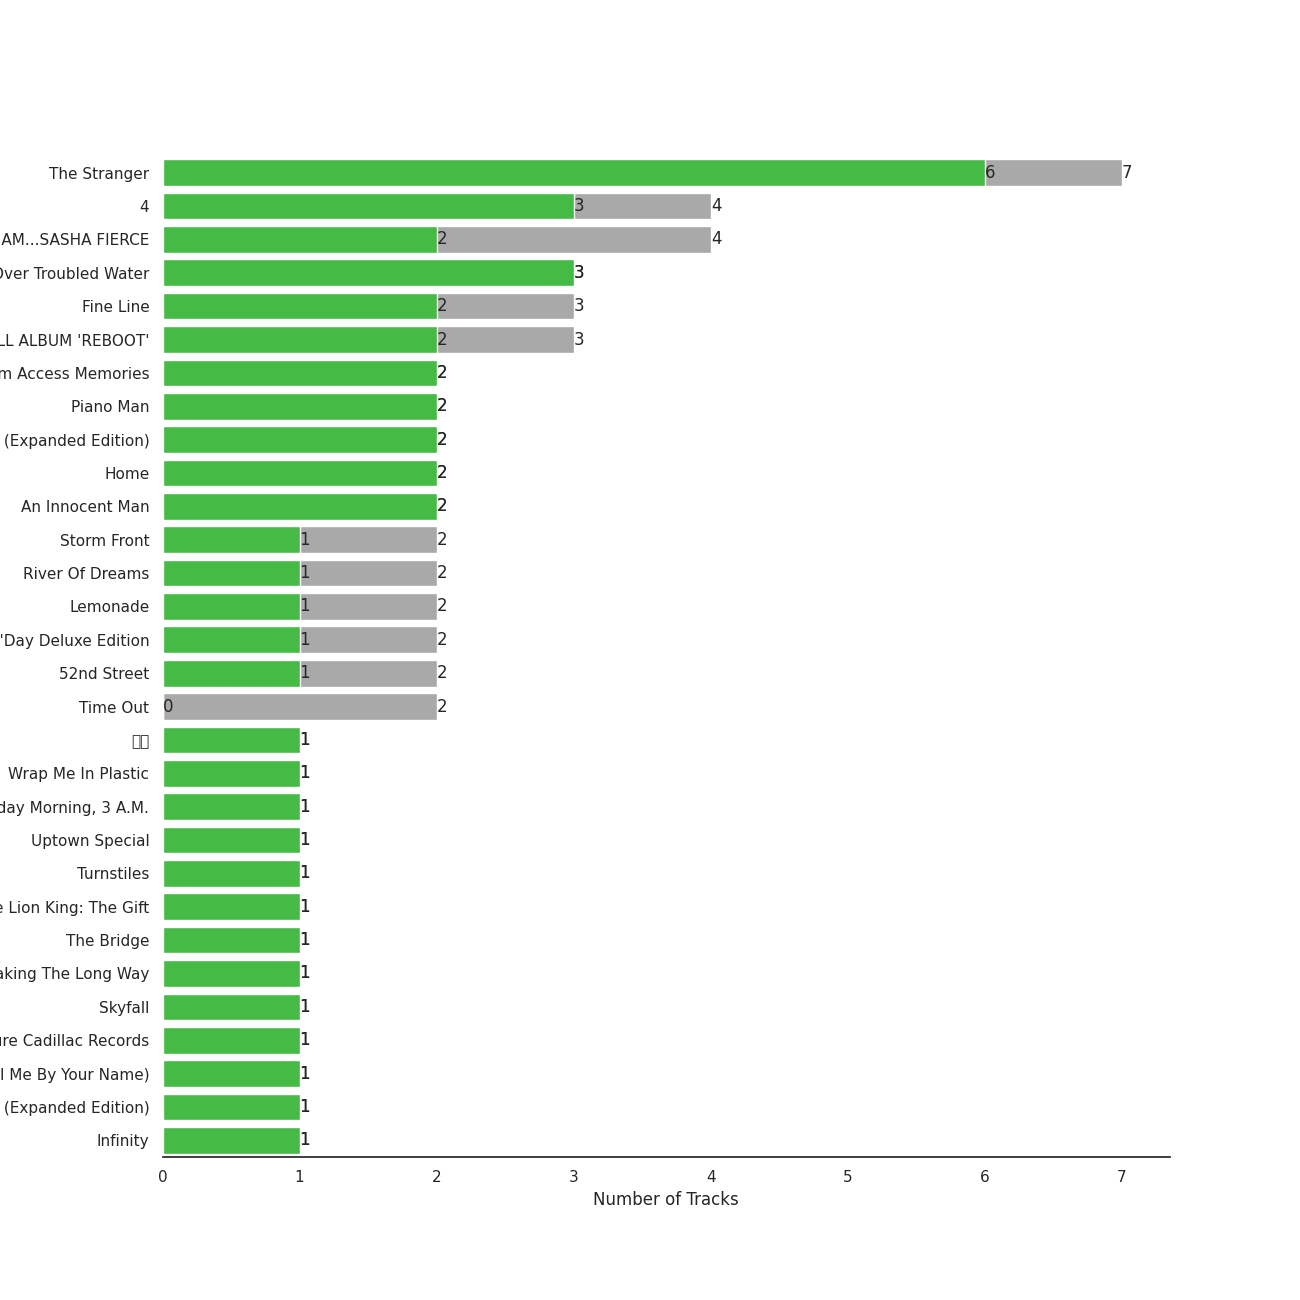 The Stranger 6 7
4 3 4
AM...SASHA FIERCE 2 4
Over Troubled Water 3
Fine Line 2 3
LL ALBUM 'REBOOT' 2 3
m Access Memories 2
Piano Man 2
(Expanded Edition) 2
Home 2
An Innocent Man 2
Storm Front 1 2
River Of Dreams 1 2
Lemonade 1 2
'Day Deluxe Edition 1 2
52nd Street 1 2
Time Out 0 2
1
Wrap Me In Plastic 1
day Morning, 3 A.M. 1
Uptown Special 1
Turnstiles 1
e Lion King: The Gift 1
The Bridge 1
aking The Long Way 1
Skyfall 1
ure Cadillac Records 1
l Me By Your Name) 1
(Expanded Edition) 1
Infinity 1
0 1 2 3 4 5 6 7
Number of Tracks